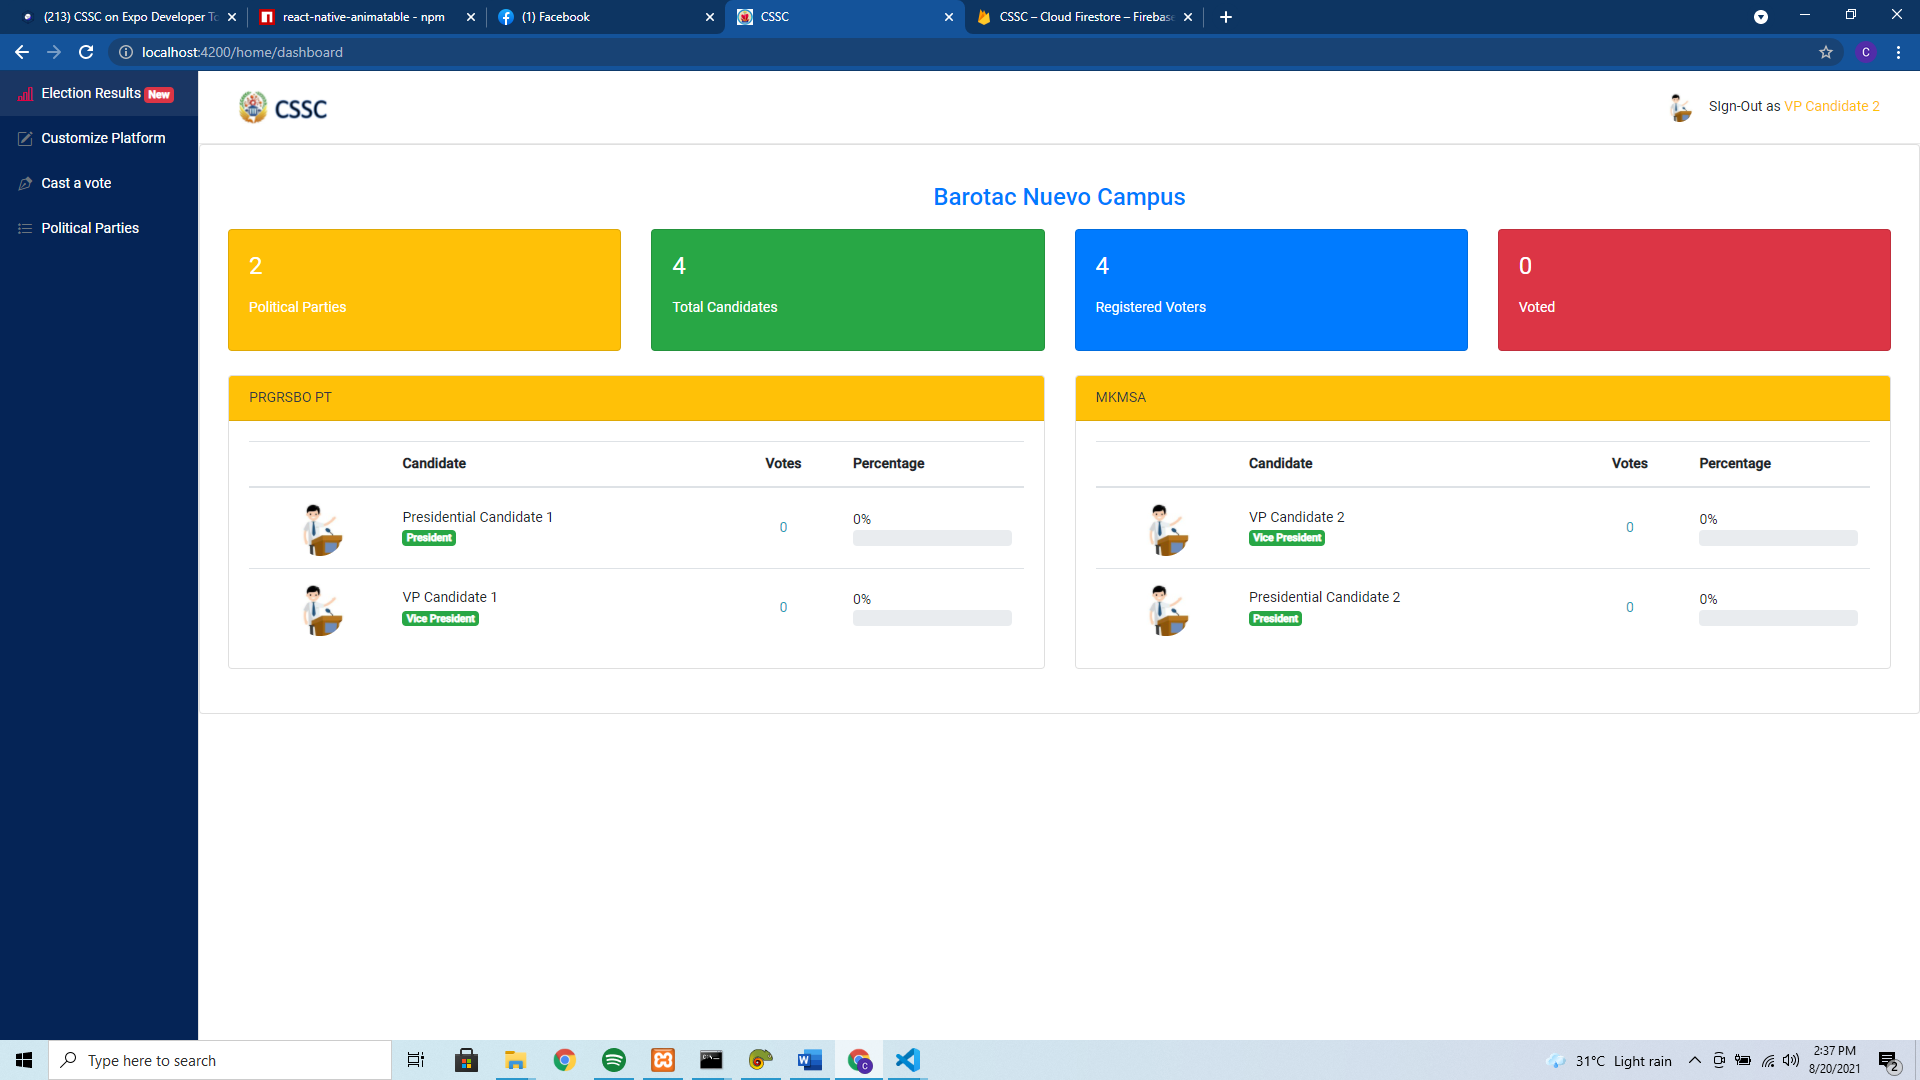 (213) CSSC on Expo Developer To
react-native-animatable - npm
(1) Facebook
CSSC
CSSC – Cloud Firestore – Firebase
localhost:4200/home/dashboard
C
Election Results New
Customize Platform
Cast a vote
Political Parties
CSSC
SIgn-Out as VP Candidate 2
Barotac Nuevo Campus
2
Political Parties
4
Total Candidates
4
Registered Voters
0
Voted
PRGRSBO PT
Candidate Votes Percentage
Presidential Candidate 1
President
0
0%
VP Candidate 1
Vice President
0
0%
MKMSA
Candidate Votes Percentage
VP Candidate 2
Vice President
0
0%
Presidential Candidate 2
President
0
0%
Type here to search
31°C Light rain
2:37 PM
8/20/2021
2